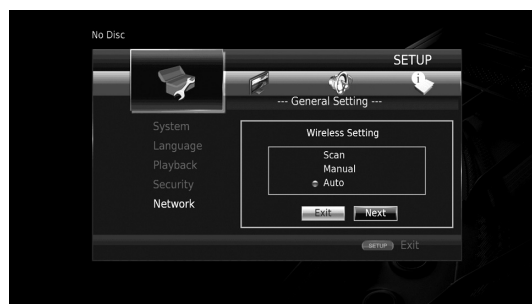 No Disc
SETUP
--- General Setting ---
System
Language
Playback
Security
Network
Wireless Setting
Scan
Manual
Auto
Exit Next
SETUP Exit